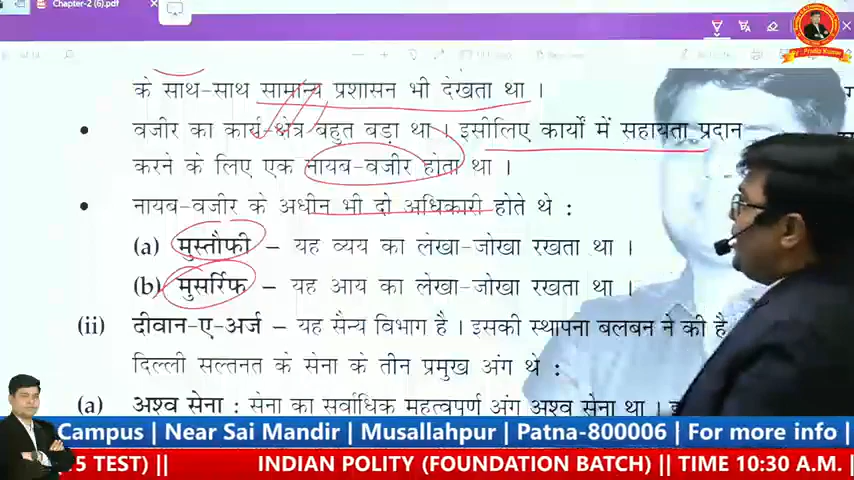 Chapter-2 (6).pdf
के साथ-साथ सामान्य प्रशासन भी देखता था ।
• वजीर का कार्य-क्षेत्र बहुत बड़ा था । इसीलिए कार्यों में सहायता प्रदान
करने के लिए एक नायब-वजीर होता था ।
• नायब-वजीर के अधीन भी दो अधिकारी होते थे :
(a) मुस्तौफी – यह व्यय का लेखा-जोखा रखता था ।
(b) मुसर्रिफ – यह आय का लेखा-जोखा रखता था ।
(ii) दीवान-ए-अर्ज – यह सैन्य विभाग है । इसकी स्थापना बलबन ने की है
दिल्ली सल्तनत के सेना के तीन प्रमुख अंग थे :
(a) अश्व सेना : सेना का सर्वाधिक महत्वपूर्ण अंग अश्व सेना था ।
Campus | Near Sai Mandir | Musallahpur | Patna-800006 | For more info |
5 TEST) || INDIAN POLITY (FOUNDATION BATCH) || TIME 10:30 A.M. ||